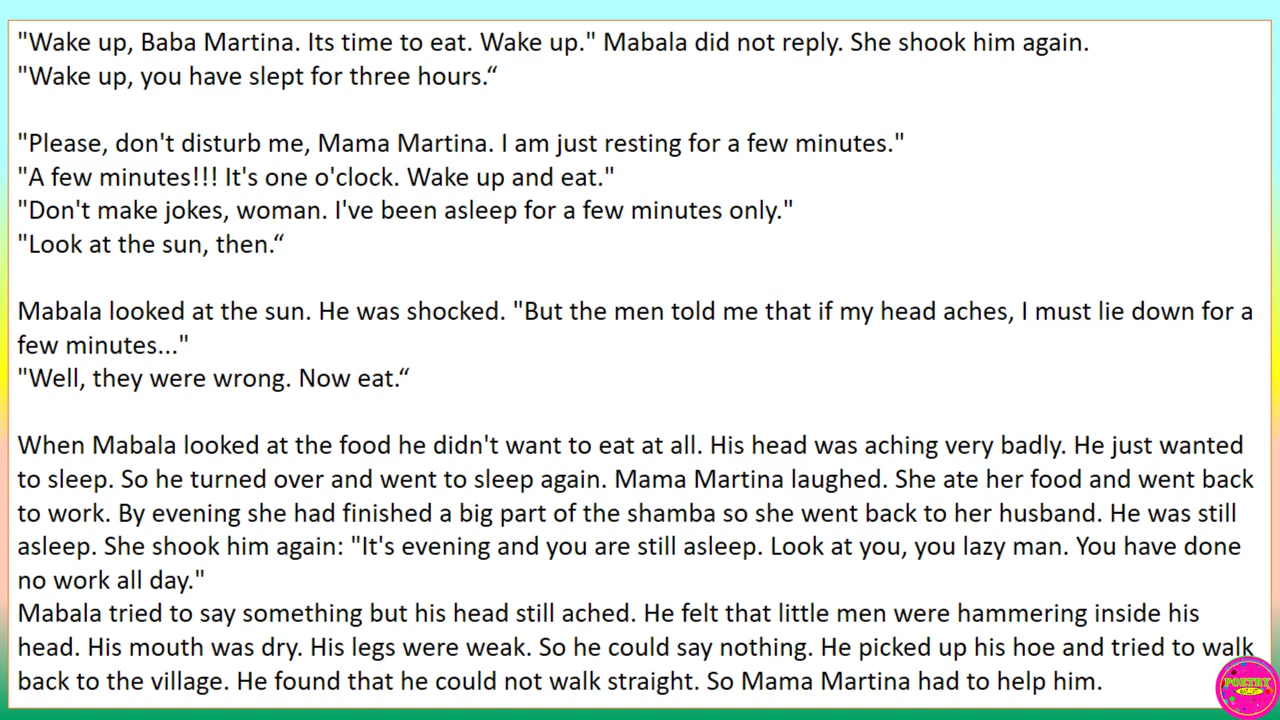 "Wake up, Baba Martina. Its time to eat. Wake up." Mabala did not reply. She shook him again.
"Wake up, you have slept for three hours.“
"Please, don't disturb me, Mama Martina. I am just resting for a few minutes."
"A few minutes!!! It's one o'clock. Wake up and eat."
"Don't make jokes, woman. I've been asleep for a few minutes only."
"Look at the sun, then.“
Mabala looked at the sun. He was shocked. "But the men told me that if my head aches, I must lie down for a
few minutes..."
"Well, they were wrong. Now eat.“
When Mabala looked at the food he didn't want to eat at all. His head was aching very badly. He just wanted
to sleep. So he turned over and went to sleep again. Mama Martina laughed. She ate her food and went back
to work. By evening she had finished a big part of the shamba so she went back to her husband. He was still
asleep. She shook him again: "It's evening and you are still asleep. Look at you, you lazy man. You have done
no work all day."
Mabala tried to say something but his head still ached. He felt that little men were hammering inside his
head. His mouth was dry. His legs were weak. So he could say nothing. He picked up his hoe and tried to walk
back to the village. He found that he could not walk straight. So Mama Martina had to help him.
POETRY